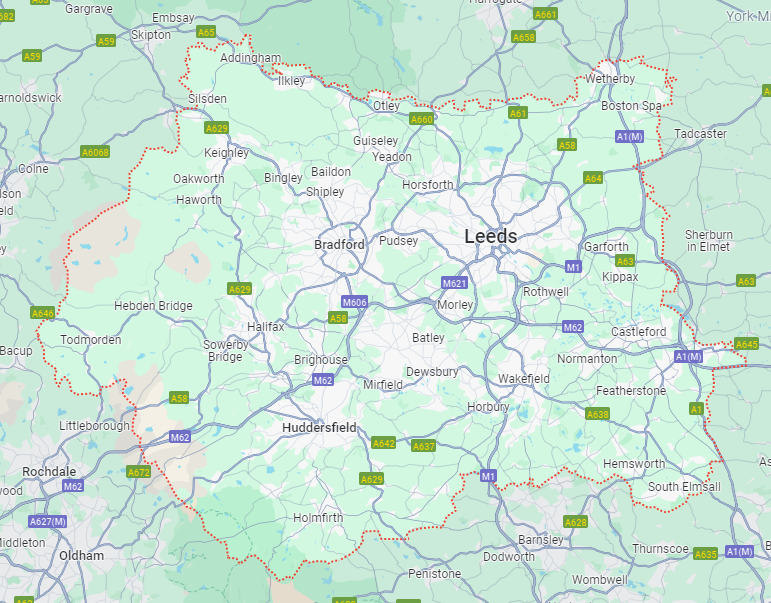 Gargrave
Embsay
A661
York M
A59
A59
Skipton
A65
A658
Addingham
Ilkley
Wetherby
Silsden
Otley
Boston Spa
A660
A61
A629
A1(M)
Tadcaster
Guiseley
A58
A6068
Keighley
Yeadon
Colne
Oakworth
Bingley
Baildon
Shipley
Horsforth
A64
Haworth
Bradford
Pudsey
Leeds
Sherburn
in Elmet
Garforth
A63
M1
Kippax
A63
M621
A629
Rothwell
M606
Morley
Hebden Bridge
A646
A58
Halifax
M62
Castleford
Todmorden
Batley
Sowerby
Bridge
A645
Bacup
Brighouse
Normanton
A1(M)
Dewsbury
M62
Mirfield
Wakefield
Featherstone
A58
Horbury
A638
A1
Littleborough
Huddersfield
M62
A642
A637
Rochdale
A672
Hemsworth
M62
A629
M1
South Elmsall
Holmfirth
A627(M)
A628
Barnsley
Oldham
Dodworth
Thurnscoe
A635
A1(M)
Penistone
Wombwell